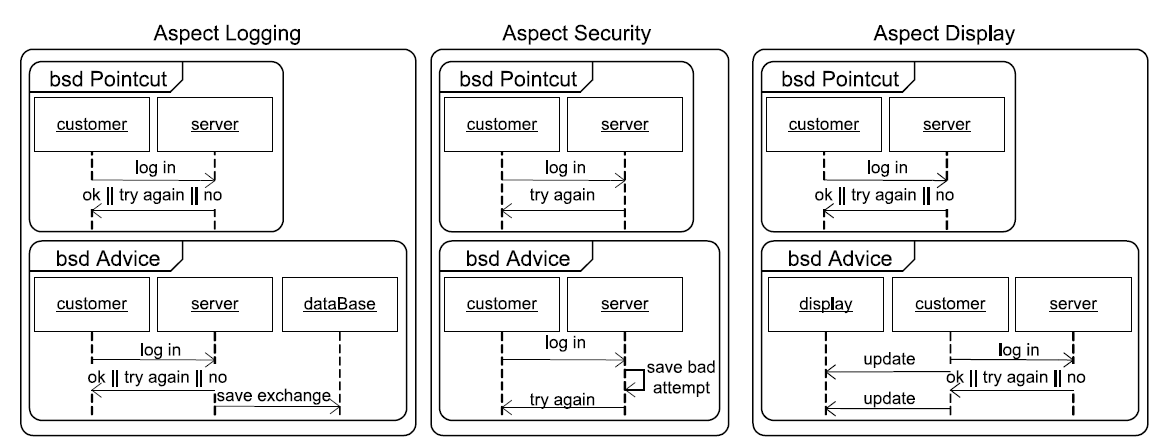 Aspect Logging
bsd Pointcut
customer server
log in
ok || try again || no
bsd Advice
customer server dataBase
log in
ok || try again || no
save exchange
Aspect Security
bsd Pointcut
customer server
log in
try again
bsd Advice
customer server
log in
save bad
attempt
try again
Aspect Display
bsd Pointcut
customer server
log in
ok || try again || no
bsd Advice
display customer server
log in
update
ok || try again || no
update